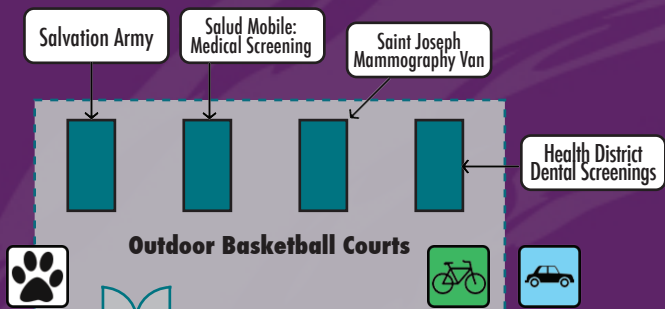 Salvation Army
Salud Mobile:
Medical Screening
Saint Joseph
Mammography Van
Health District
Dental Screenings
Outdoor Basketball Courts